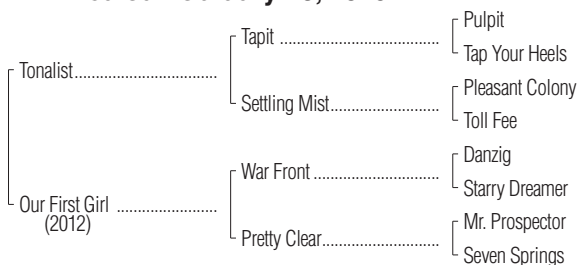 Tapit
Pulpit
Tap Your Heels
Tonalist
Settling Mist
Pleasant Colony
Toll Fee
War Front
Danzig
Starry Dreamer
Our First Girl
(2012)
Pretty Clear
Mr. Prospector
Seven Springs